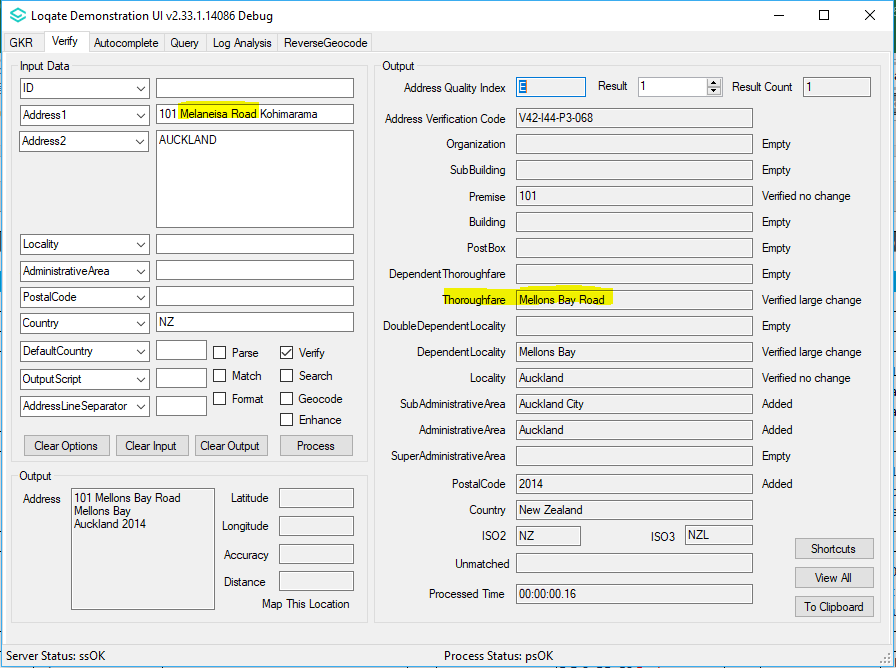 Loqate Demonstration UI v2.33.1.14086 Debug
GKR Verify Autocomplete Query Log Analysis ReverseGeocode
Input Data
ID
Address1 101 Melaneisa Road Kohimarama
Address2 AUCKLAND
Locality
AdministrativeArea
PostalCode
Country NZ
DefaultCountry Parse Verify
OutputScript Match Search
AddressLineSeparator Format Geocode
Enhance
Clear Options Clear Input Clear Output Process
Output
Address 101 Mellons Bay Road
Mellons Bay
Auckland 2014
Latitude
Longitude
Accuracy
Distance
Map This Location
Output
Address Quality Index E Result 1 Result Count 1
Address Verification Code V42-I44-P3-068
Organization Empty
SubBuilding Empty
Premise 101 Verified no change
Building Empty
PostBox Empty
DependentThoroughfare Empty
Thoroughfare Mellons Bay Road Verified large change
DoubleDependentLocality Empty
DependentLocality Mellons Bay Verified large change
Locality Auckland Verified no change
SubAdministrativeArea Auckland City Added
AdministrativeArea Auckland Added
SuperAdministrativeArea Empty
PostalCode 2014 Added
Country New Zealand
ISO2 NZ ISO3 NZL
Unmatched
Processed Time 00:00:00.16
Shortcuts
View All
To Clipboard
Server Status: ssOK Process Status: psOK